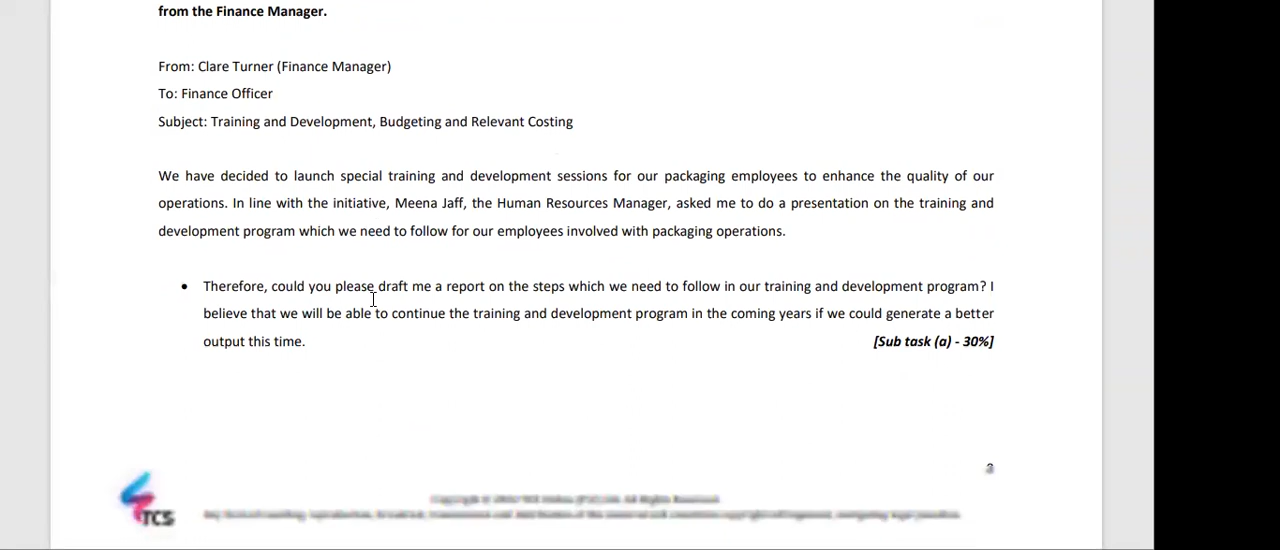 from the Finance Manager.
From: Clare Turner (Finance Manager)
To: Finance Officer
Subject: Training and Development, Budgeting and Relevant Costing
We have decided to launch special training and development sessions for our packaging employees to enhance the quality of our
operations. In line with the initiative, Meena Jaff, the Human Resources Manager, asked me to do a presentation on the training and
development program which we need to follow for our employees involved with packaging operations.
• Therefore, could you please draft me a report on the steps which we need to follow in our training and development program? I
believe that we will be able to continue the training and development program in the coming years if we could generate a better
output this time. [Sub task (a) - 30%]
TCS